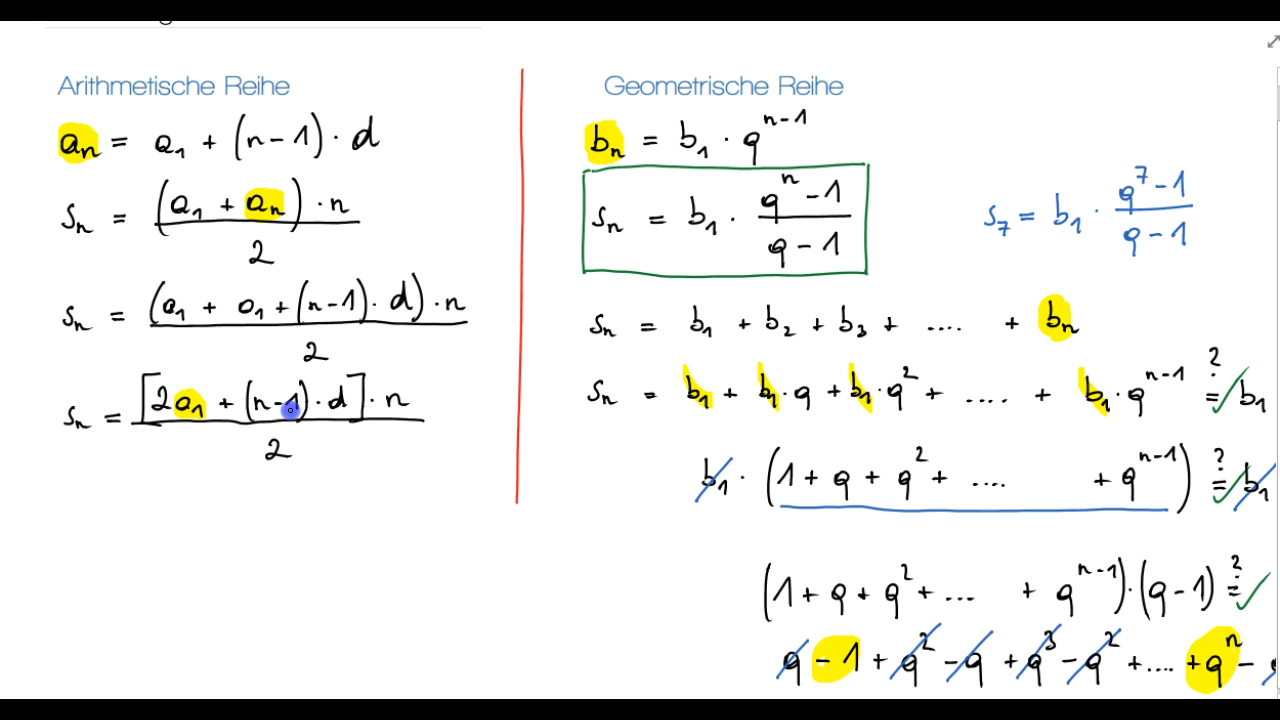 Arithmetische Reihe
aₙ = a₁ + (n-1) · d
sₙ = (a₁ + aₙ) · n / 2
sₙ = (a₁ + a₁ + (n-1) · d) · n / 2
sₙ = [2a₁ + (n-1) · d] · n / 2
Geometrische Reihe
bₙ = b₁ · qⁿ⁻¹
sₙ = b₁ · (qⁿ - 1) / (q - 1)
s₇ = b₁ · (q⁷ - 1) / (q - 1)
sₙ = b₁ + b₂ + b₃ + .... + bₙ
sₙ = b₁ + b₁ · q + b₁ · q² + .... + b₁ · qⁿ⁻¹ ≟ ✓ b₁
b₁ · (1 + q + q² + .... + qⁿ⁻¹) ≟ ✓ b₁
(1 + q + q² + .... + qⁿ⁻¹) · (q - 1) ≟ ✓
q - 1 + q² - q + q³ - q² + .... + qⁿ -